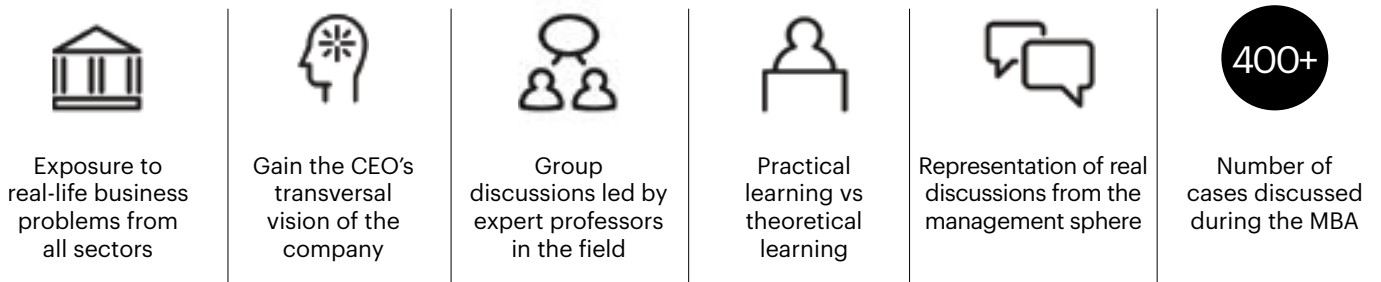 Exposure to
real-life business
problems from
all sectors
Gain the CEO's
transversal
vision of the
company
Group
discussions led by
expert professors
in the field
Practical
learning vs
theoretical
learning
Representation of real
discussions from the
management sphere
400+
Number of
cases discussed
during the MBA